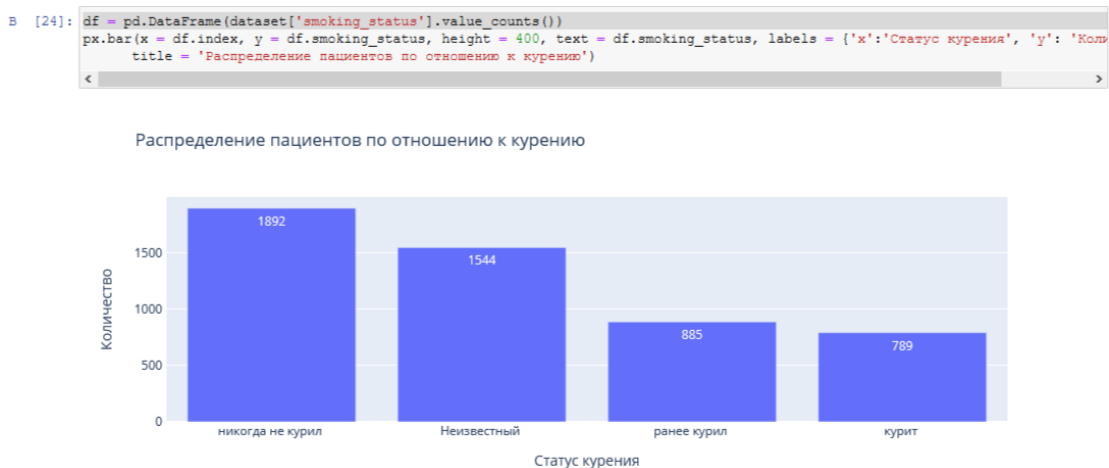 В [24]: df = pd.DataFrame(dataset['smoking_status'].value_counts())
px.bar(x = df.index, y = df.smoking_status, height = 400, text = df.smoking_status, labels = {'x':'Статус курения', 'y': 'Коли
title = 'Распределение пациентов по отношению к курению')
Распределение пациентов по отношению к курению
1892
1544
885
789
1500
1000
500
0
Количество
никогда не курил Неизвестный ранее курил курит
Статус курения